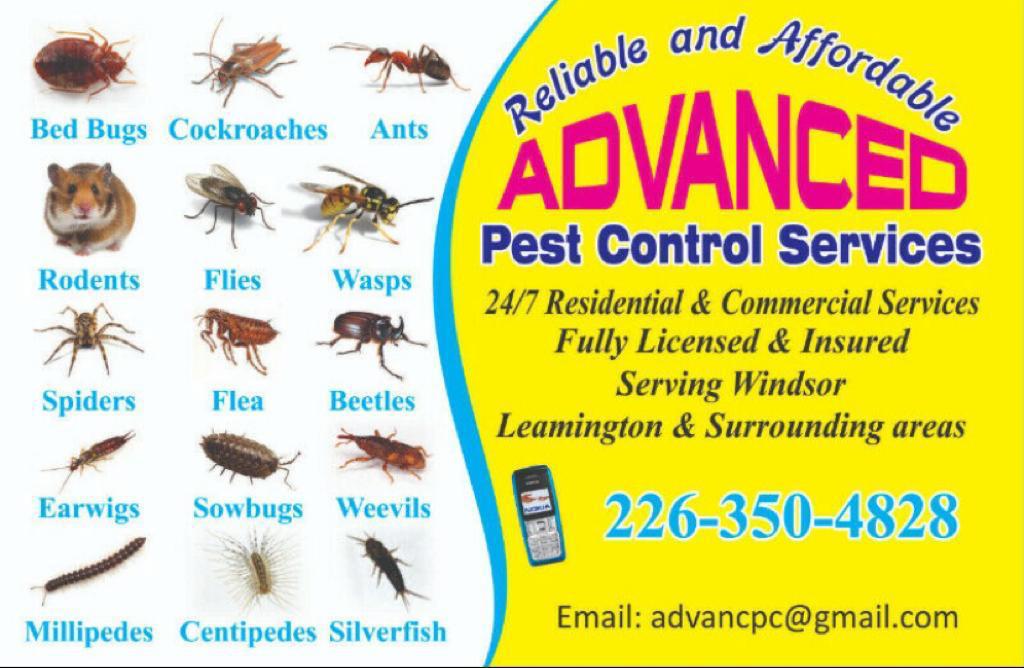 Bed Bugs Cockroaches Ants
Rodents Flies Wasps
Spiders Flea Beetles
Earwigs Sowbugs Weevils
Millipedes Centipedes Silverfish
Reliable and Affordable
ADVANCED
Pest Control Services
24/7 Residential & Commercial Services
Fully Licensed & Insured
Serving Windsor
Leamington & Surrounding areas
NOKIA
226-350-4828
Email: advancpc@gmail.com